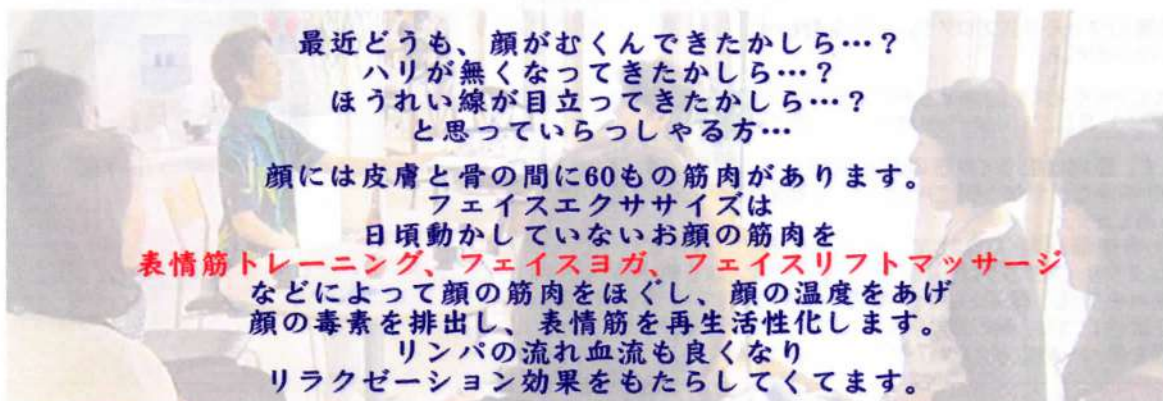 最近どうも、顔がむくんできたかしら…？
ハリが無くなってきたかしら…？
ほうれい線が目立ってきたかしら…？
と思っていらっしゃる方…
顔には皮膚と骨の間に60もの筋肉があります。
フェイスエクササイズは
日頃動かしていないお顔の筋肉を
表情筋トレーニング、フェイスヨガ、フェイスリフトマッサージ
などによって顔の筋肉をほぐし、顔の温度をあげ
顔の毒素を排出し、表情筋を再生活性化します。
リンパの流れ血流も良くなり
リラクゼーション効果をもたらしてくてます。